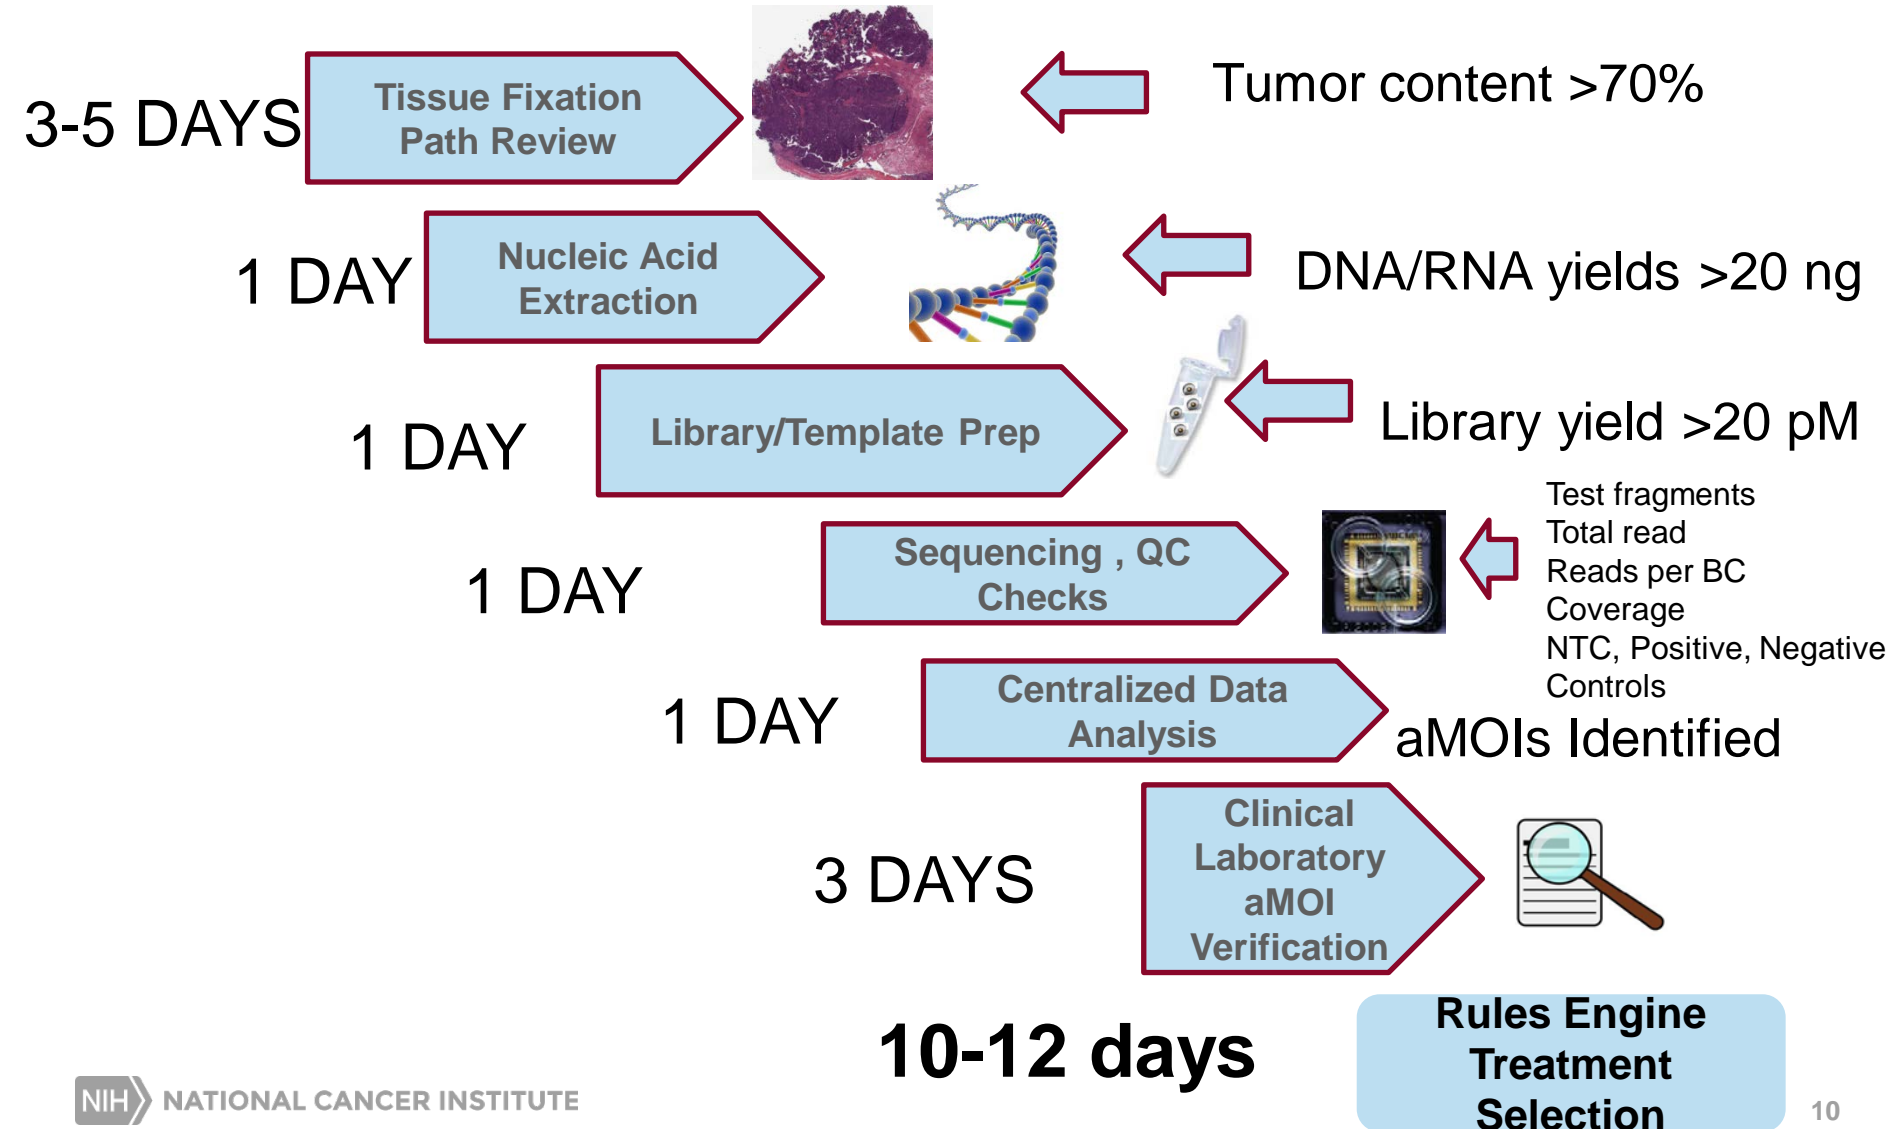 3-5 DAYS
Tissue Fixation
Path Review
Tumor content >70%
1 DAY
Nucleic Acid
Extraction
DNA/RNA yields >20 ng
1 DAY
Library/Template Prep
Library yield >20 pM
1 DAY
Sequencing , QC
Checks
Test fragments
Total read
Reads per BC
Coverage
NTC, Positive, Negative
Controls
1 DAY
Centralized Data
Analysis
aMOIs Identified
3 DAYS
Clinical
Laboratory
aMOI
Verification
10-12 days
Rules Engine
Treatment
Selection
NIH NATIONAL CANCER INSTITUTE
10